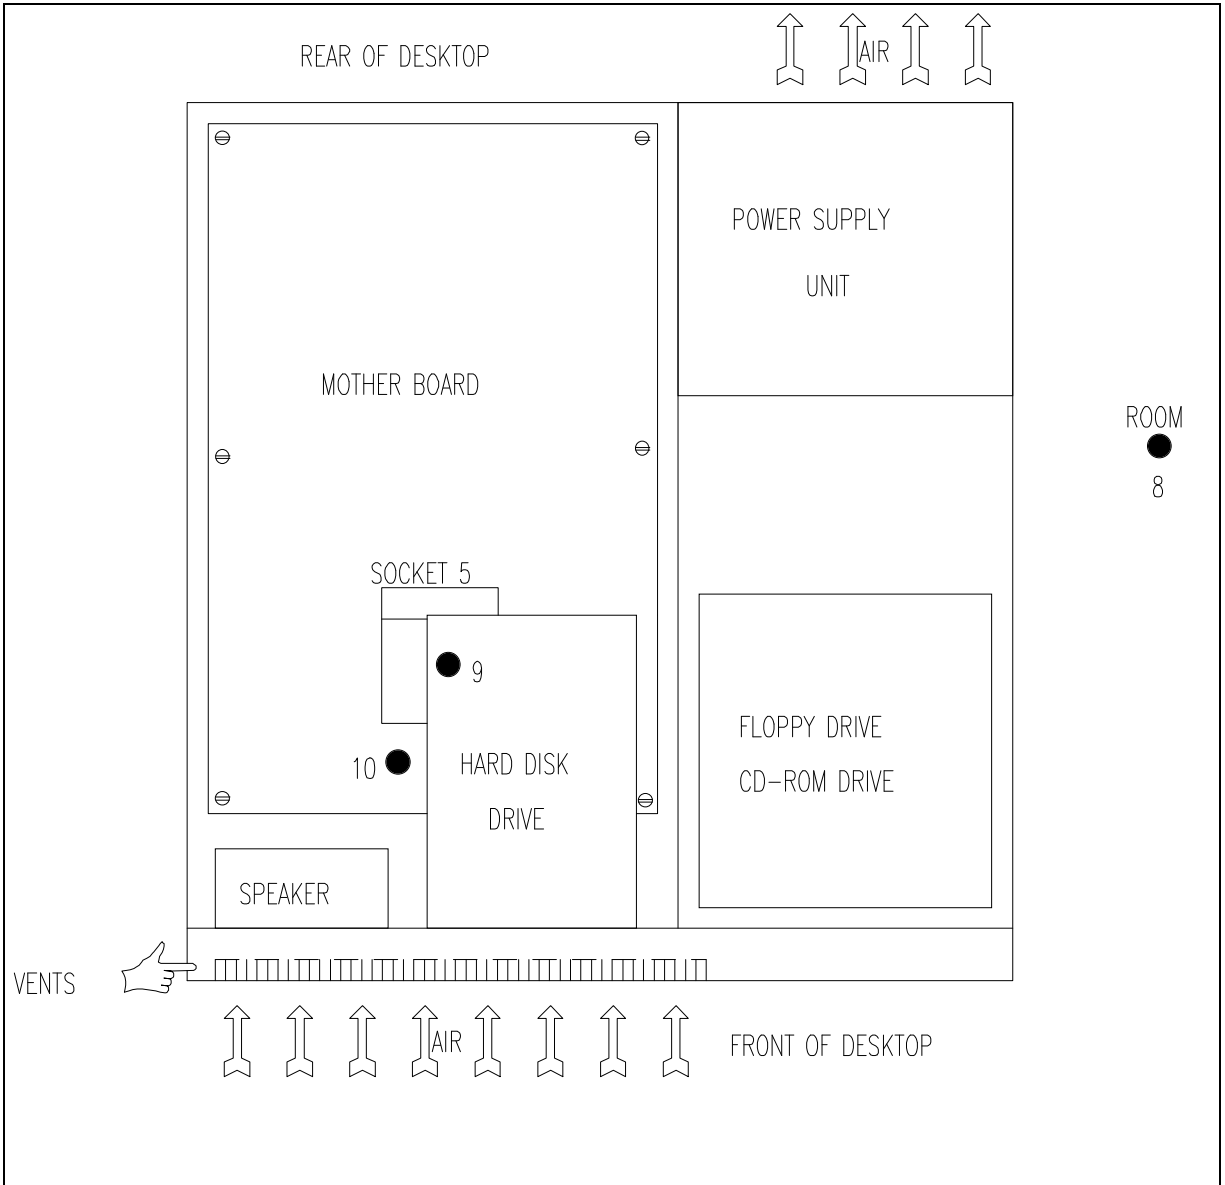 REAR OF DESKTOP
AIR
POWER SUPPLY
UNIT
MOTHER BOARD
ROOM
8
SOCKET 5
9
10
HARD DISK
DRIVE
FLOPPY DRIVE
CD-ROM DRIVE
SPEAKER
VENTS
AIR
FRONT OF DESKTOP